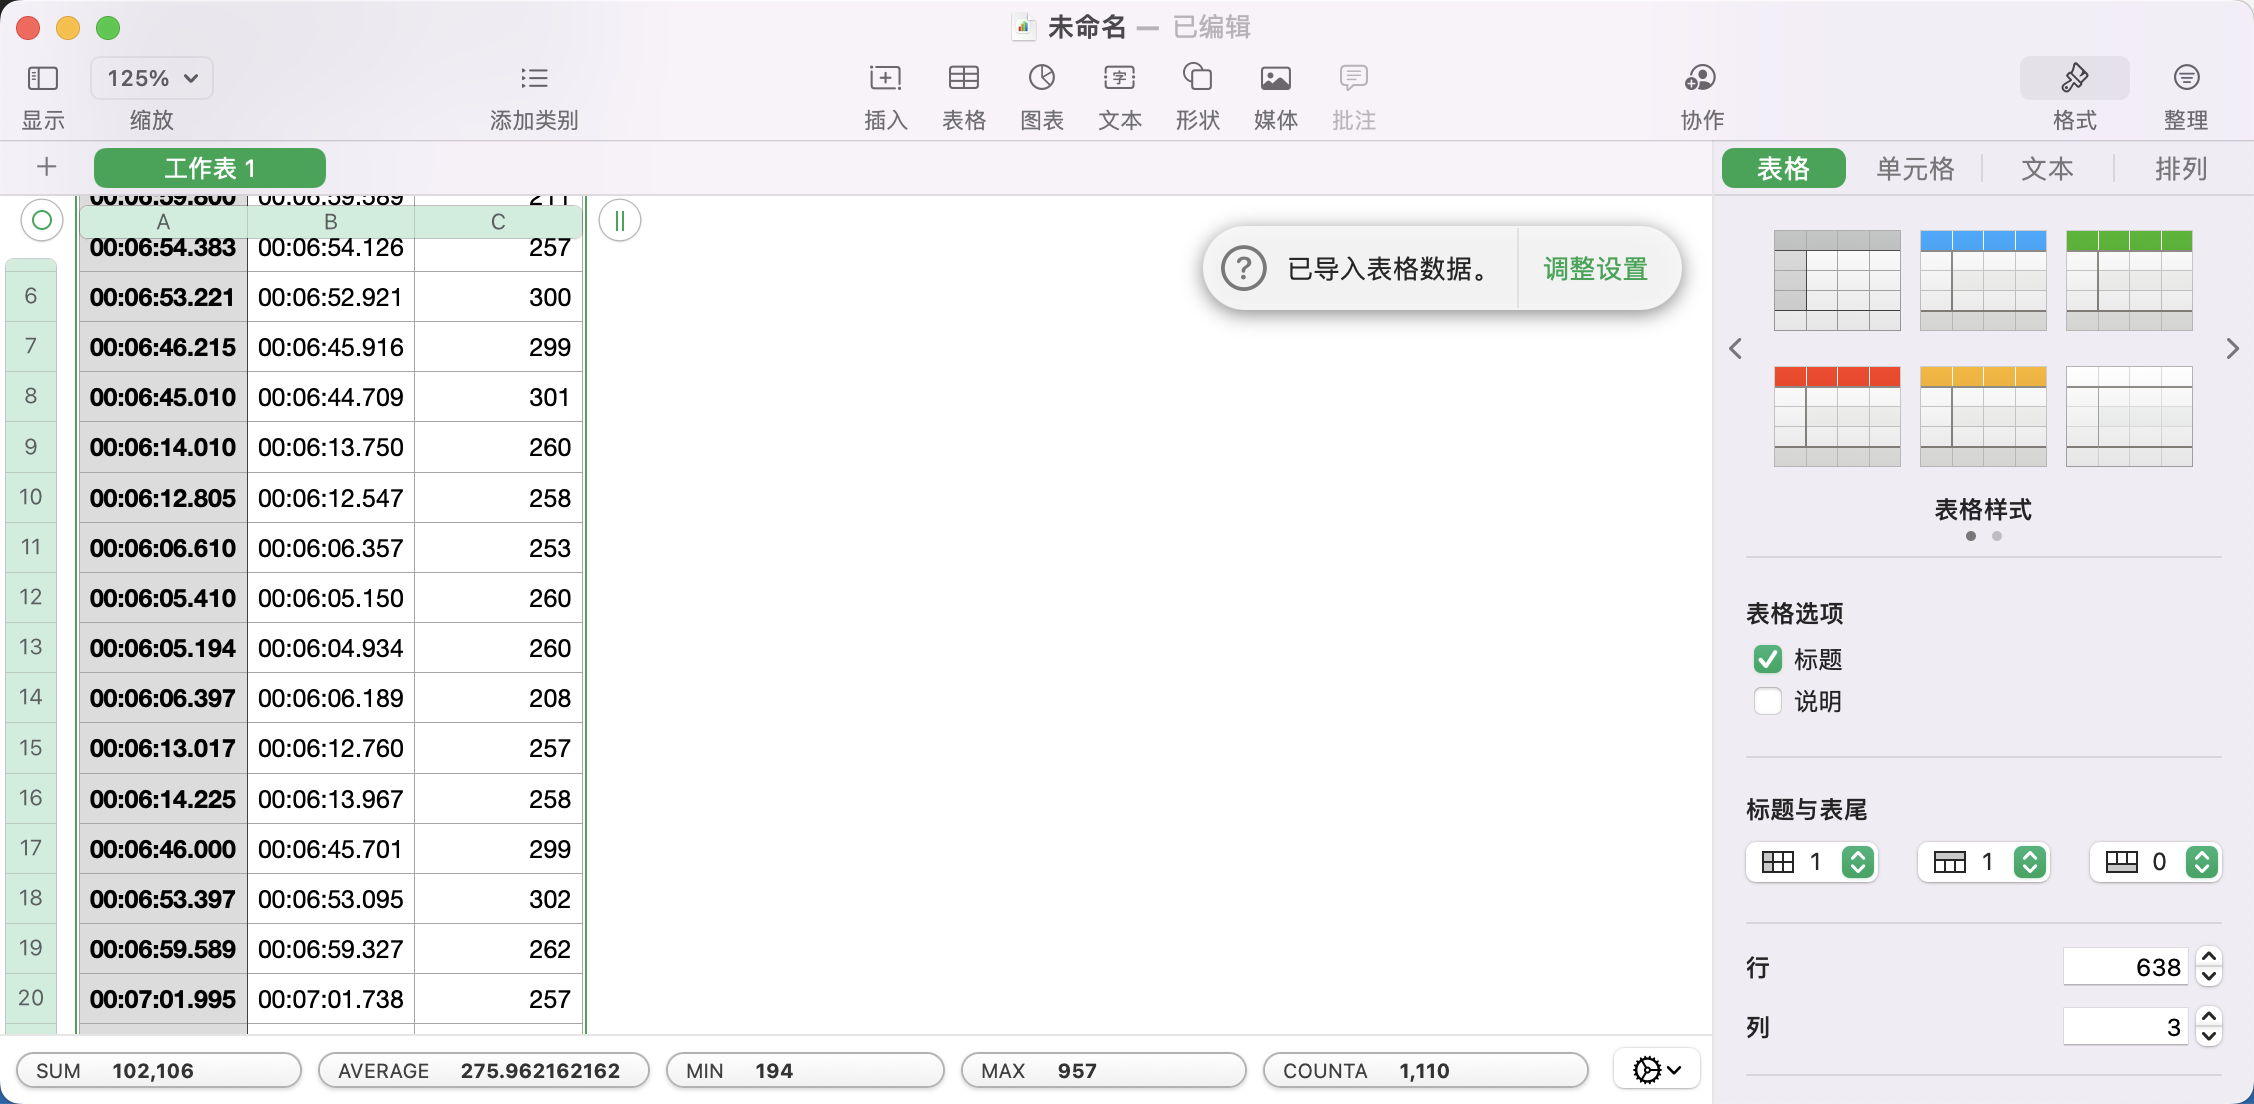 未命名 — 已编辑
显示
125%
缩放
添加类别
插入
表格
图表
文本
形状
媒体
批注
协作
格式
整理
工作表 1
表格
单元格
文本
排列
00:06:59.800 00:06:59.589 211
A B C
00:06:54.383 00:06:54.126 257
6 00:06:53.221 00:06:52.921 300
7 00:06:46.215 00:06:45.916 299
8 00:06:45.010 00:06:44.709 301
9 00:06:14.010 00:06:13.750 260
10 00:06:12.805 00:06:12.547 258
11 00:06:06.610 00:06:06.357 253
12 00:06:05.410 00:06:05.150 260
13 00:06:05.194 00:06:04.934 260
14 00:06:06.397 00:06:06.189 208
15 00:06:13.017 00:06:12.760 257
16 00:06:14.225 00:06:13.967 258
17 00:06:46.000 00:06:45.701 299
18 00:06:53.397 00:06:53.095 302
19 00:06:59.589 00:06:59.327 262
20 00:07:01.995 00:07:01.738 257
已导入表格数据。
调整设置
表格样式
表格选项
标题
说明
标题与表尾
1 1 0
行 638
列 3
SUM 102,106
AVERAGE 275.962162162
MIN 194
MAX 957
COUNTA 1,110